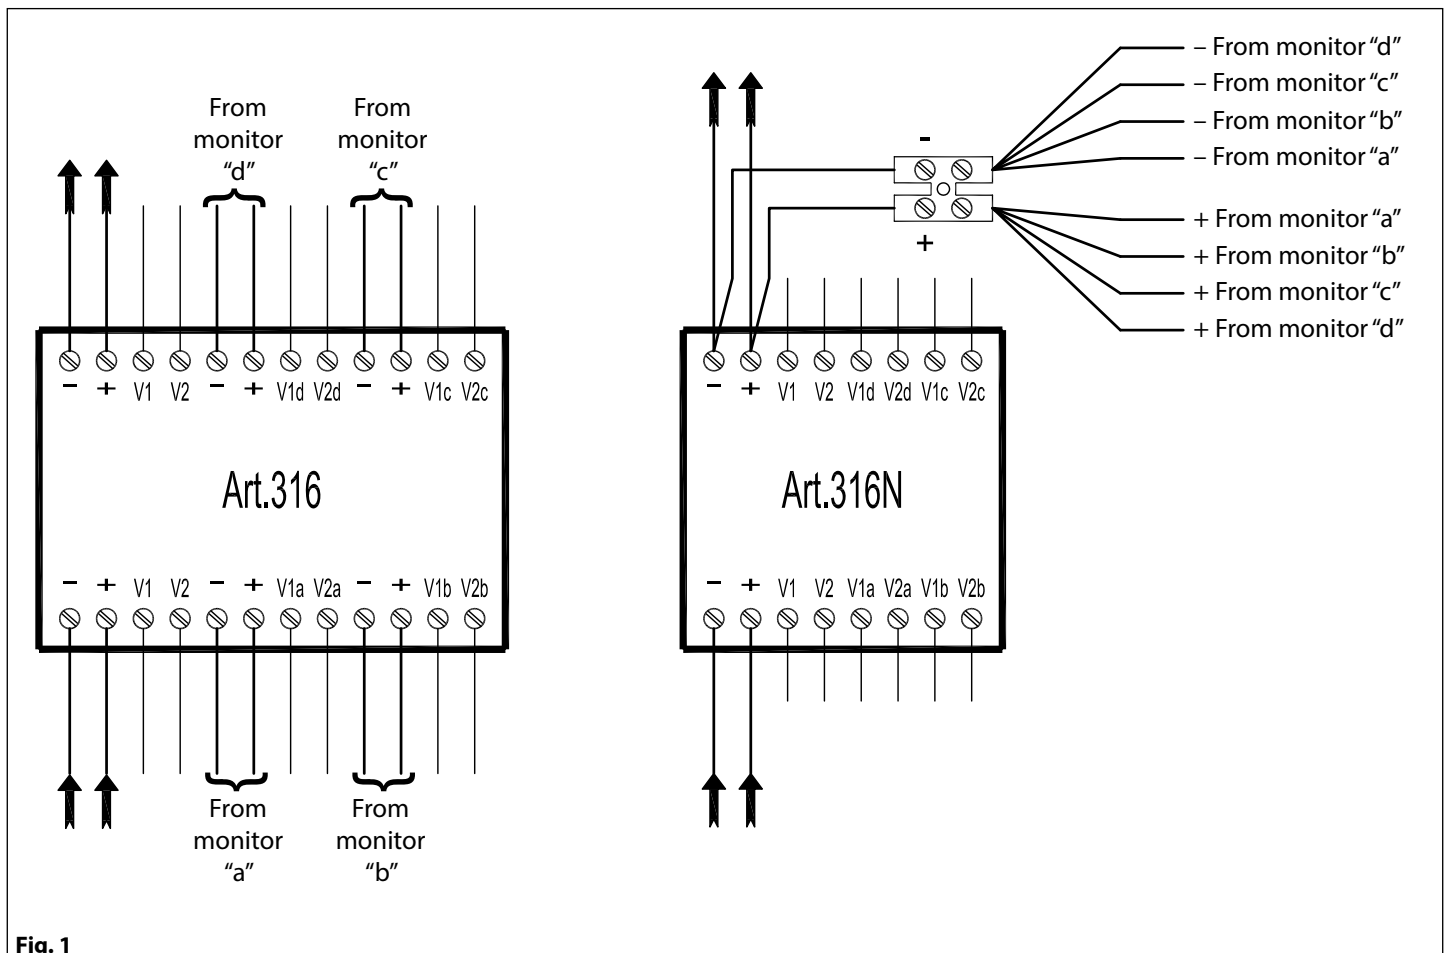 From monitor “d”
From monitor “c”
− + V1 V2 − + V1d V2d − + V1c V2c
Art.316
− + V1 V2 − + V1a V2a − + V1b V2b
From monitor “a”
From monitor “b”
– From monitor “d”
– From monitor “c”
– From monitor “b”
– From monitor “a”
-
+
+ From monitor “a”
+ From monitor “b”
+ From monitor “c”
+ From monitor “d”
− + V1 V2 V1d V2d V1c V2c
Art.316N
− + V1 V2 V1a V2a V1b V2b
Fig. 1